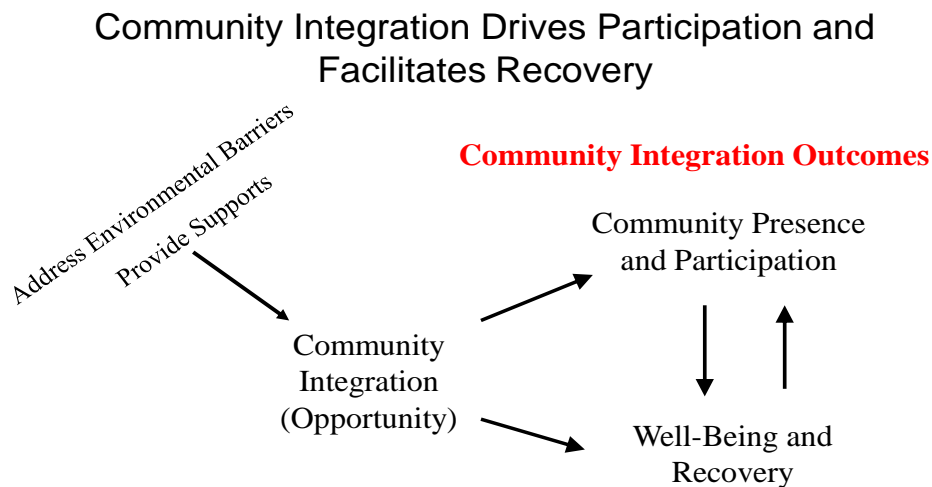 Community Integration Drives Participation and
Facilitates Recovery
Address Environmental Barriers
Provide Supports
Community Integration Outcomes
Community Presence
and Participation
Community
Integration
(Opportunity)
Well-Being and
Recovery